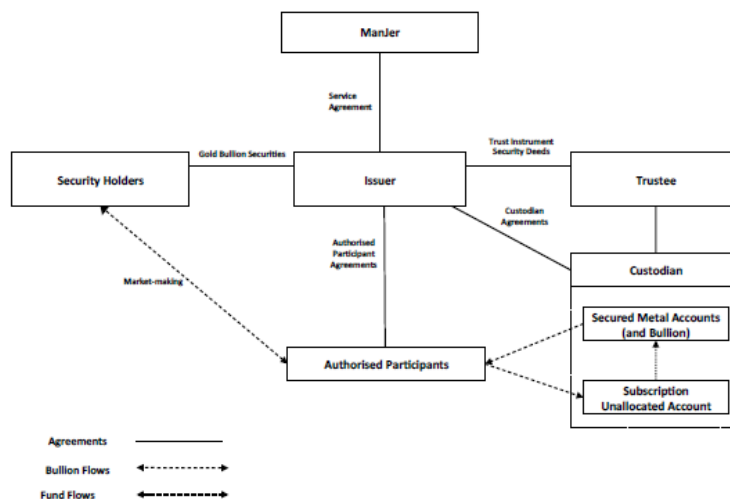 ManJer
Service
Agreement
Gold Bullion Securities
Trust Instrument
Security Deeds
Security Holders
Issuer
Trustee
Custodian
Agreements
Authorised
Participant
Agreements
Custodian
Market-making
Secured Metal Accounts
(and Bullion)
Authorised Participants
Subscription
Unallocated Account
Agreements
Bullion Flows
Fund Flows